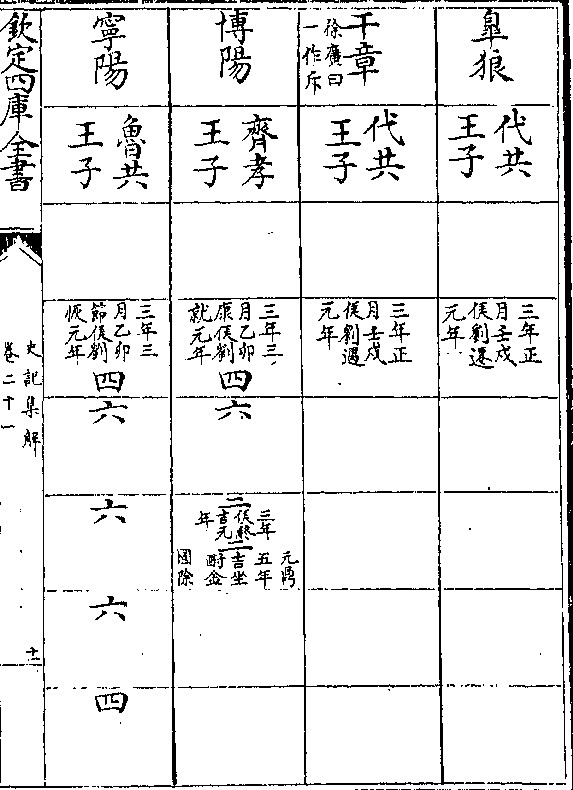 皐狼
代共
王子
三年正
月壬戌
侯劉遷
元年
干章
徐廣曰
一作斥
代共
王子
三年正
月壬戌
侯劉遇
元年
博陽
齊孝
王子
三年三
月乙卯
康侯劉
就元年
四
六
二
三年
侯終
吉元
年
二
元鼎
五年
吉坐
酎金
國除
寧陽
魯共
王子
三年三
月乙卯
節侯劉
恢元年
四
六
六
六
四
欽定四庫全書
史記集解
卷二十一
十一